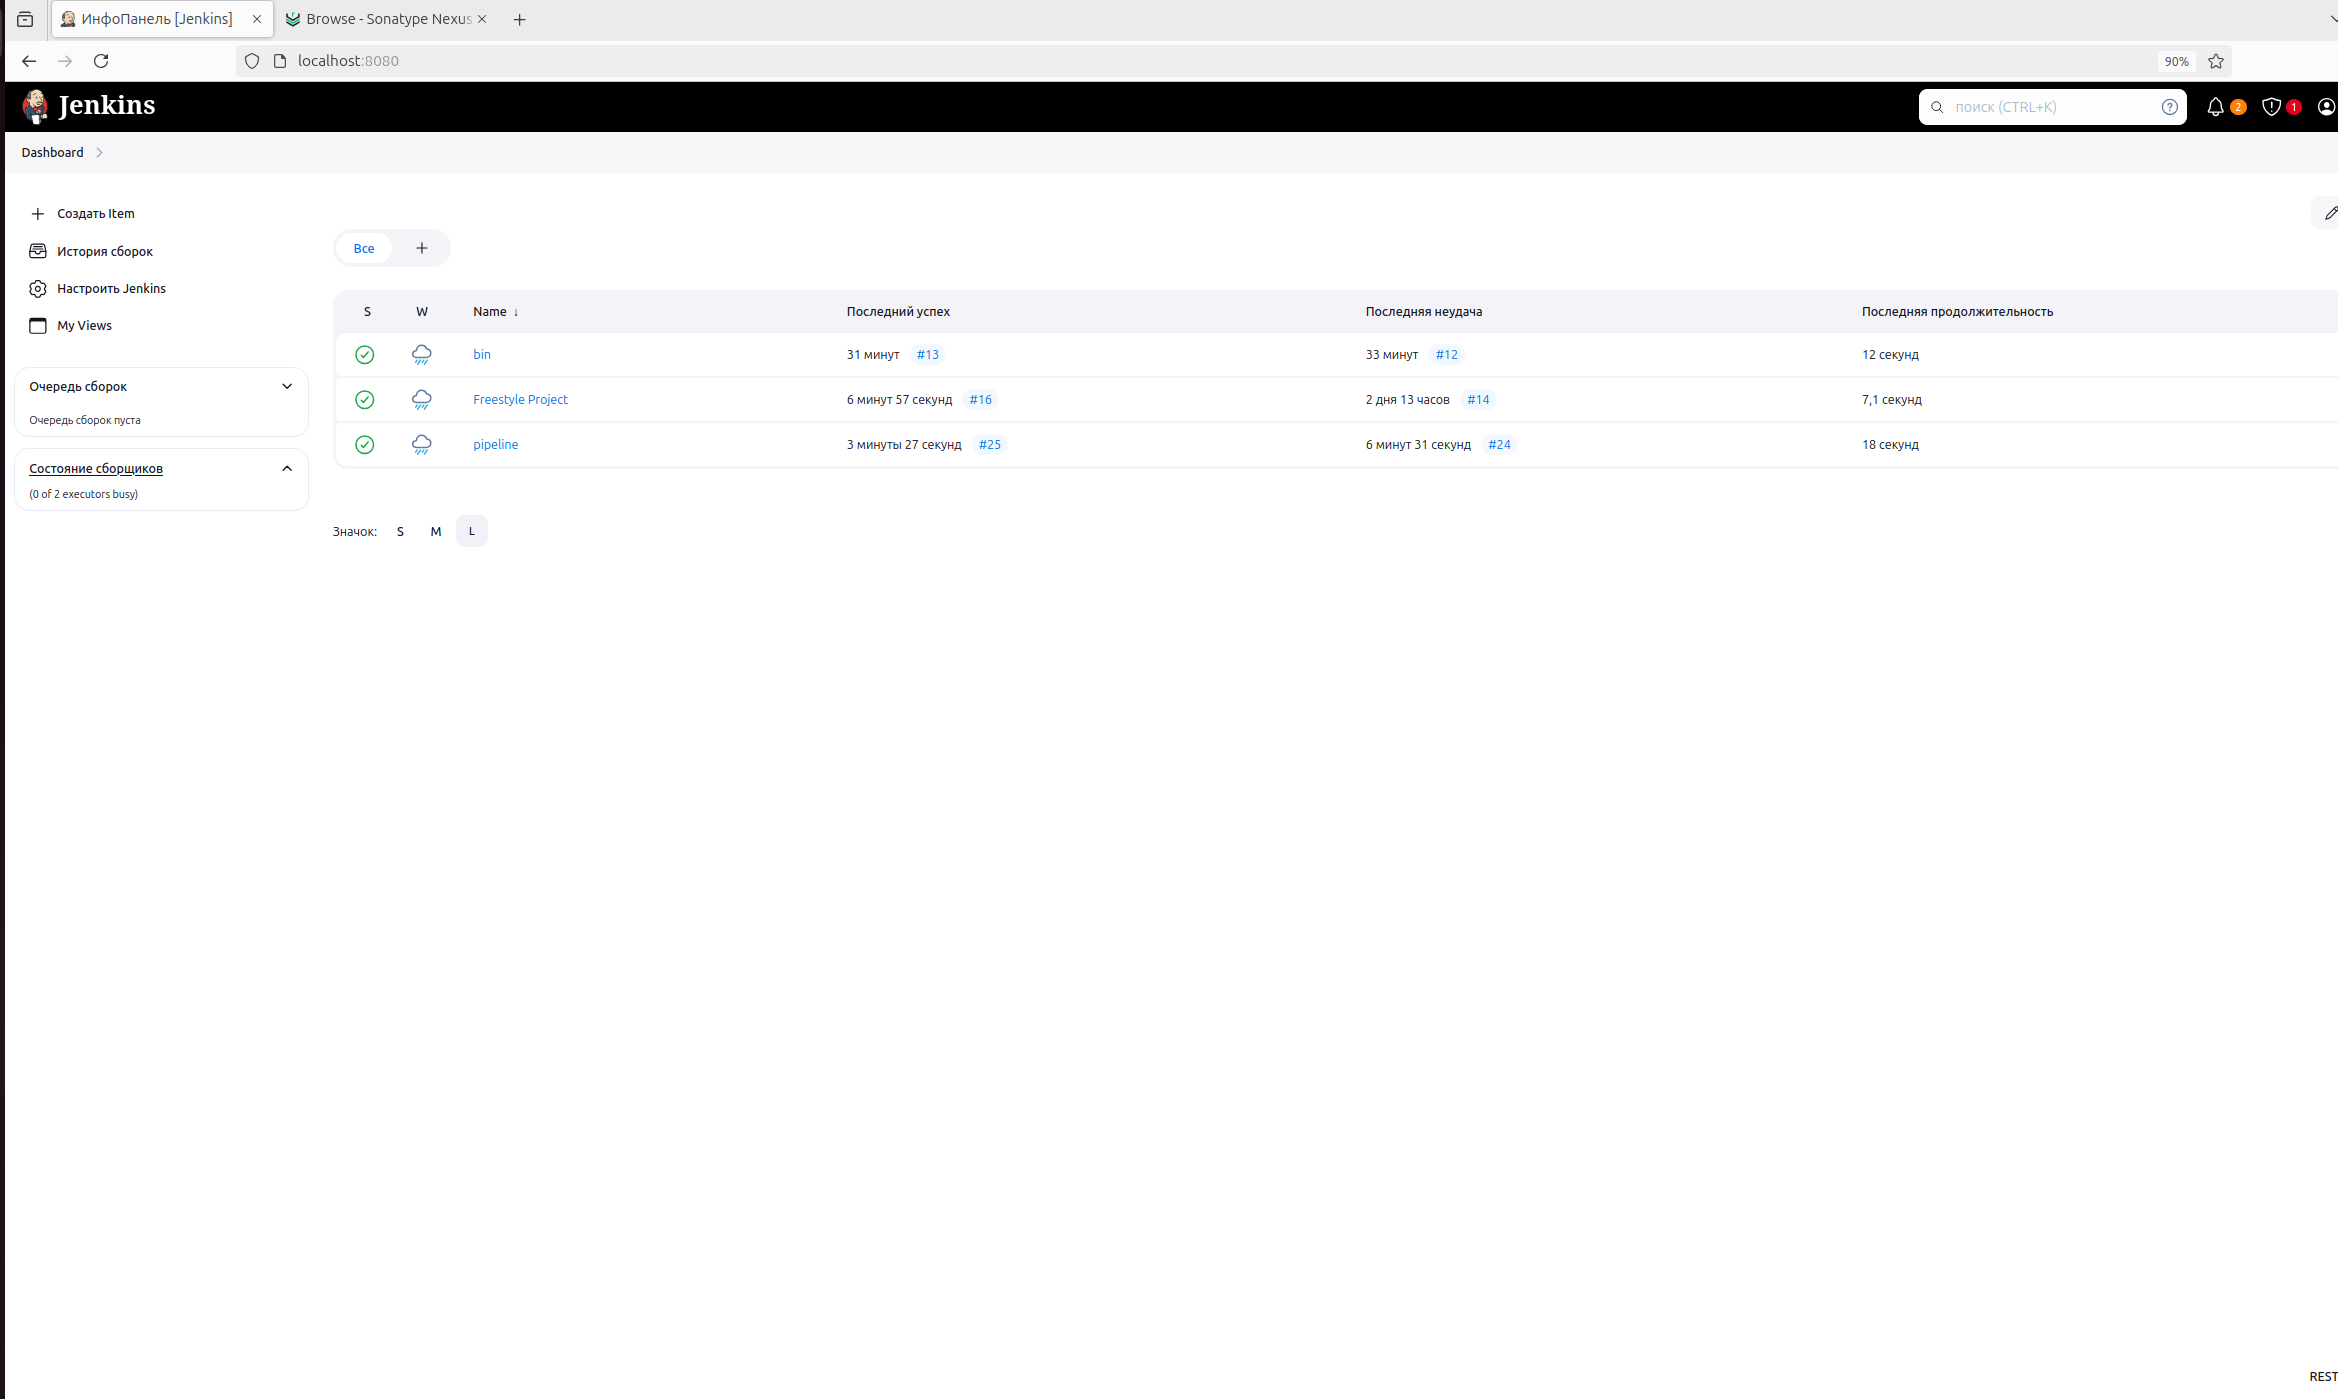 ИнфоПанель [Jenkins]
Browse - Sonatype Nexus
localhost:8080
90%
Jenkins
поиск (CTRL+K)
2
1
Dashboard
Создать Item
История сборок
Настроить Jenkins
My Views
Очередь сборок
Очередь сборок пуста
Состояние сборщиков
(0 of 2 executors busy)
Все
S W Name ↓ Последний успех Последняя неудача Последняя продолжительность
bin 31 минут #13 33 минут #12 12 секунд
Freestyle Project 6 минут 57 секунд #16 2 дня 13 часов #14 7,1 секунд
pipeline 3 минуты 27 секунд #25 6 минут 31 секунд #24 18 секунд
Значок: S M L
REST